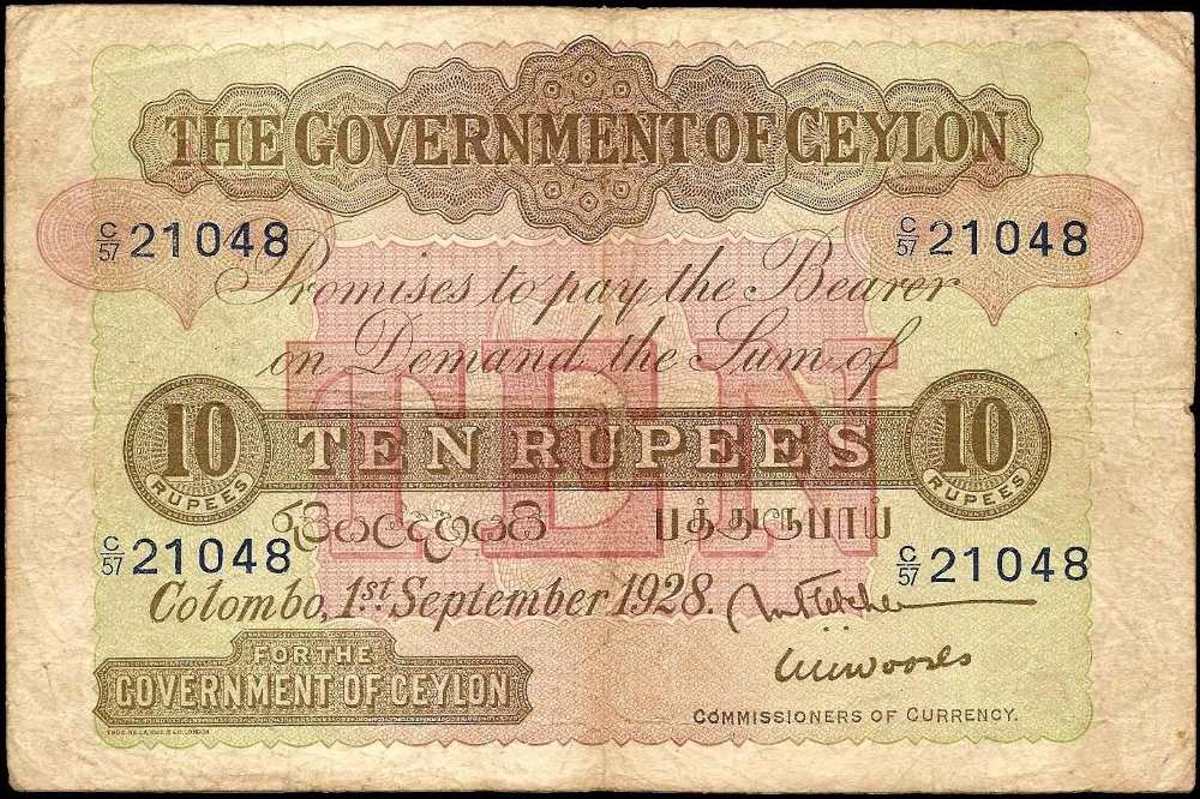 THE GOVERNMENT OF CEYLON
C/57 21048 C/57 21048
Promises to pay the Bearer
on Demand the Sum of
TEN
10 RUPEES TEN RUPEES 10 RUPEES
රුපියල් දහයයි பத்துரூபாய்
C/57 21048 C/57 21048
Colombo, 1st. September 1928.
FOR THE
GOVERNMENT OF CEYLON
COMMISSIONERS OF CURRENCY.